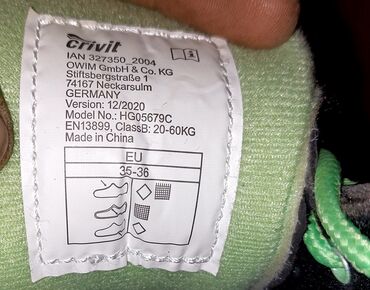 crivit
IAN 327350_2004
OWIM GmbH & Co. KG
Stiftsbergstraße 1
74167 Neckarsulm
GERMANY
Version: 12/2020
Model No.: HG05679C
EN13899, ClassB: 20-60KG
Made in China
EU
35-36